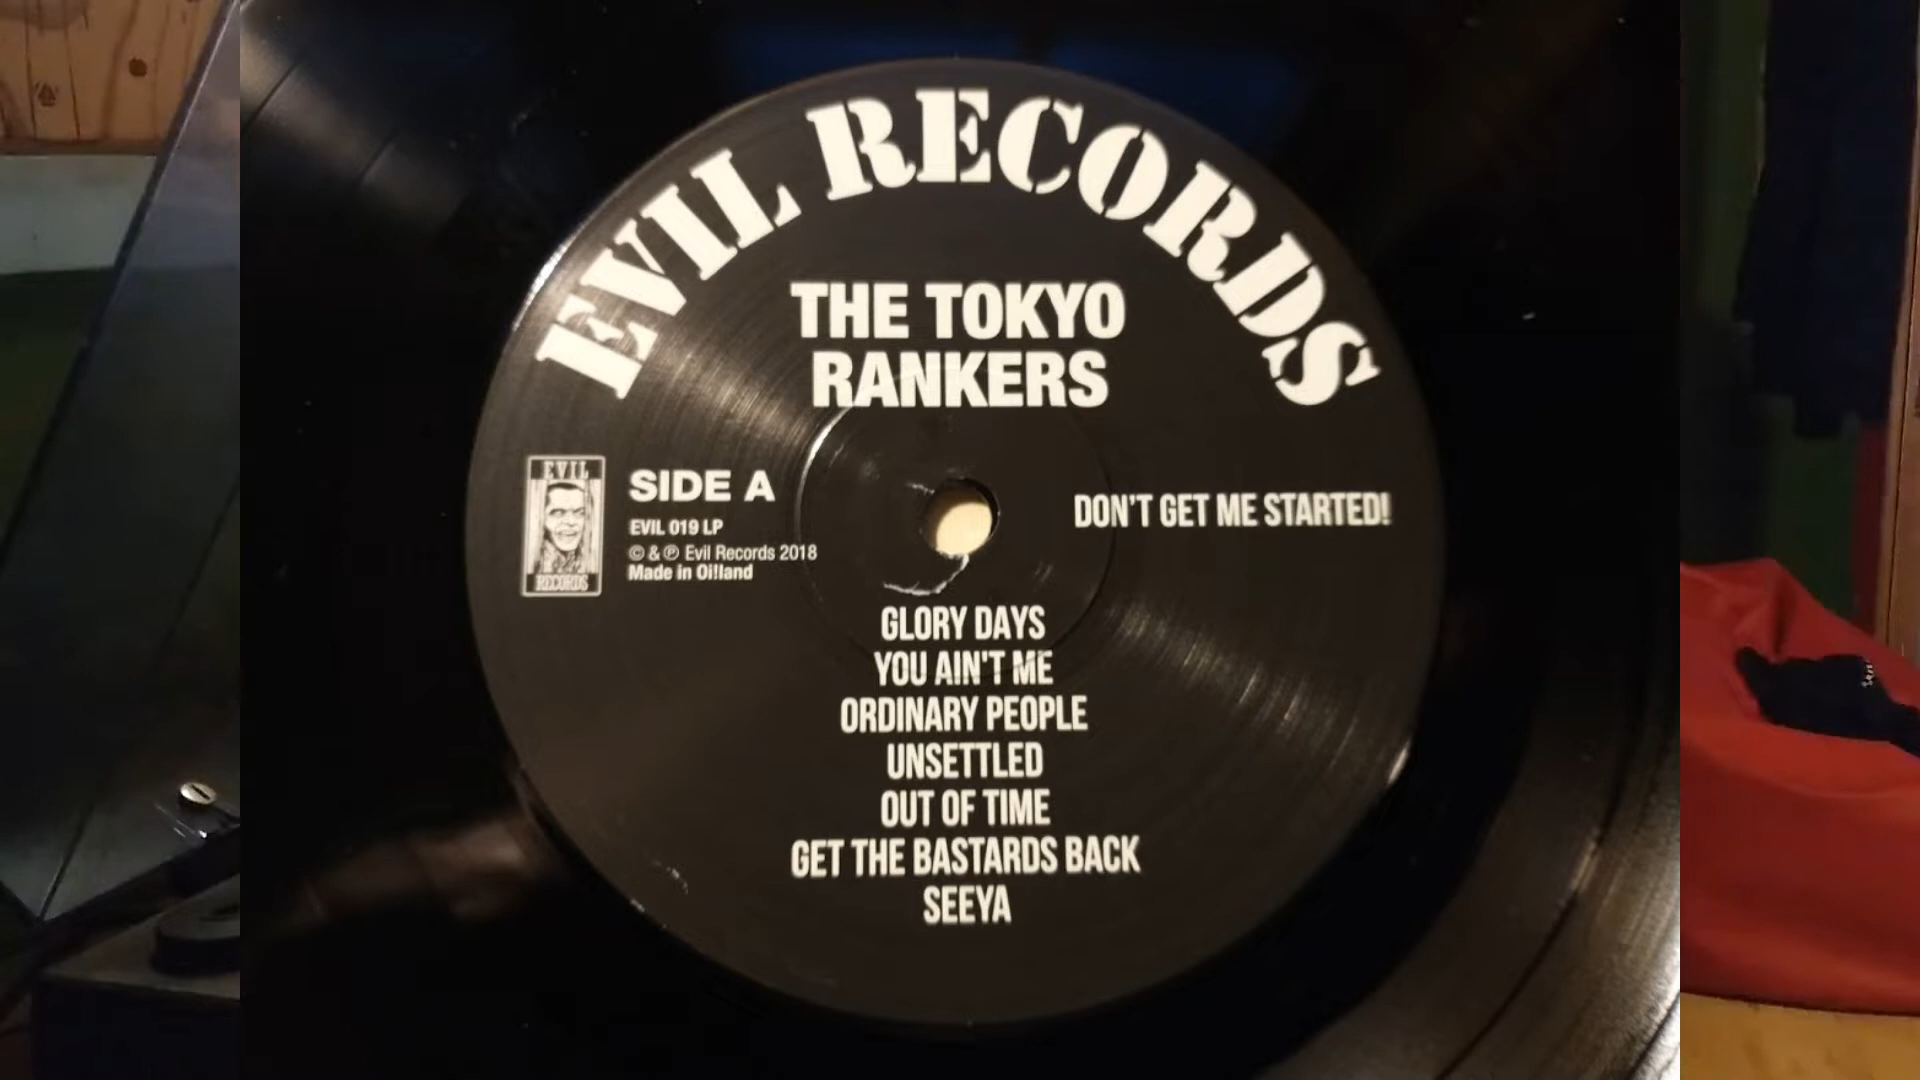 EVIL RECORDS
THE TOKYO
RANKERS
EVIL
RECORDS
SIDE A
EVIL 019 LP
© & ℗ Evil Records 2018
Made in Oi!land
DON'T GET ME STARTED!
GLORY DAYS
YOU AIN'T ME
ORDINARY PEOPLE
UNSETTLED
OUT OF TIME
GET THE BASTARDS BACK
SEEYA